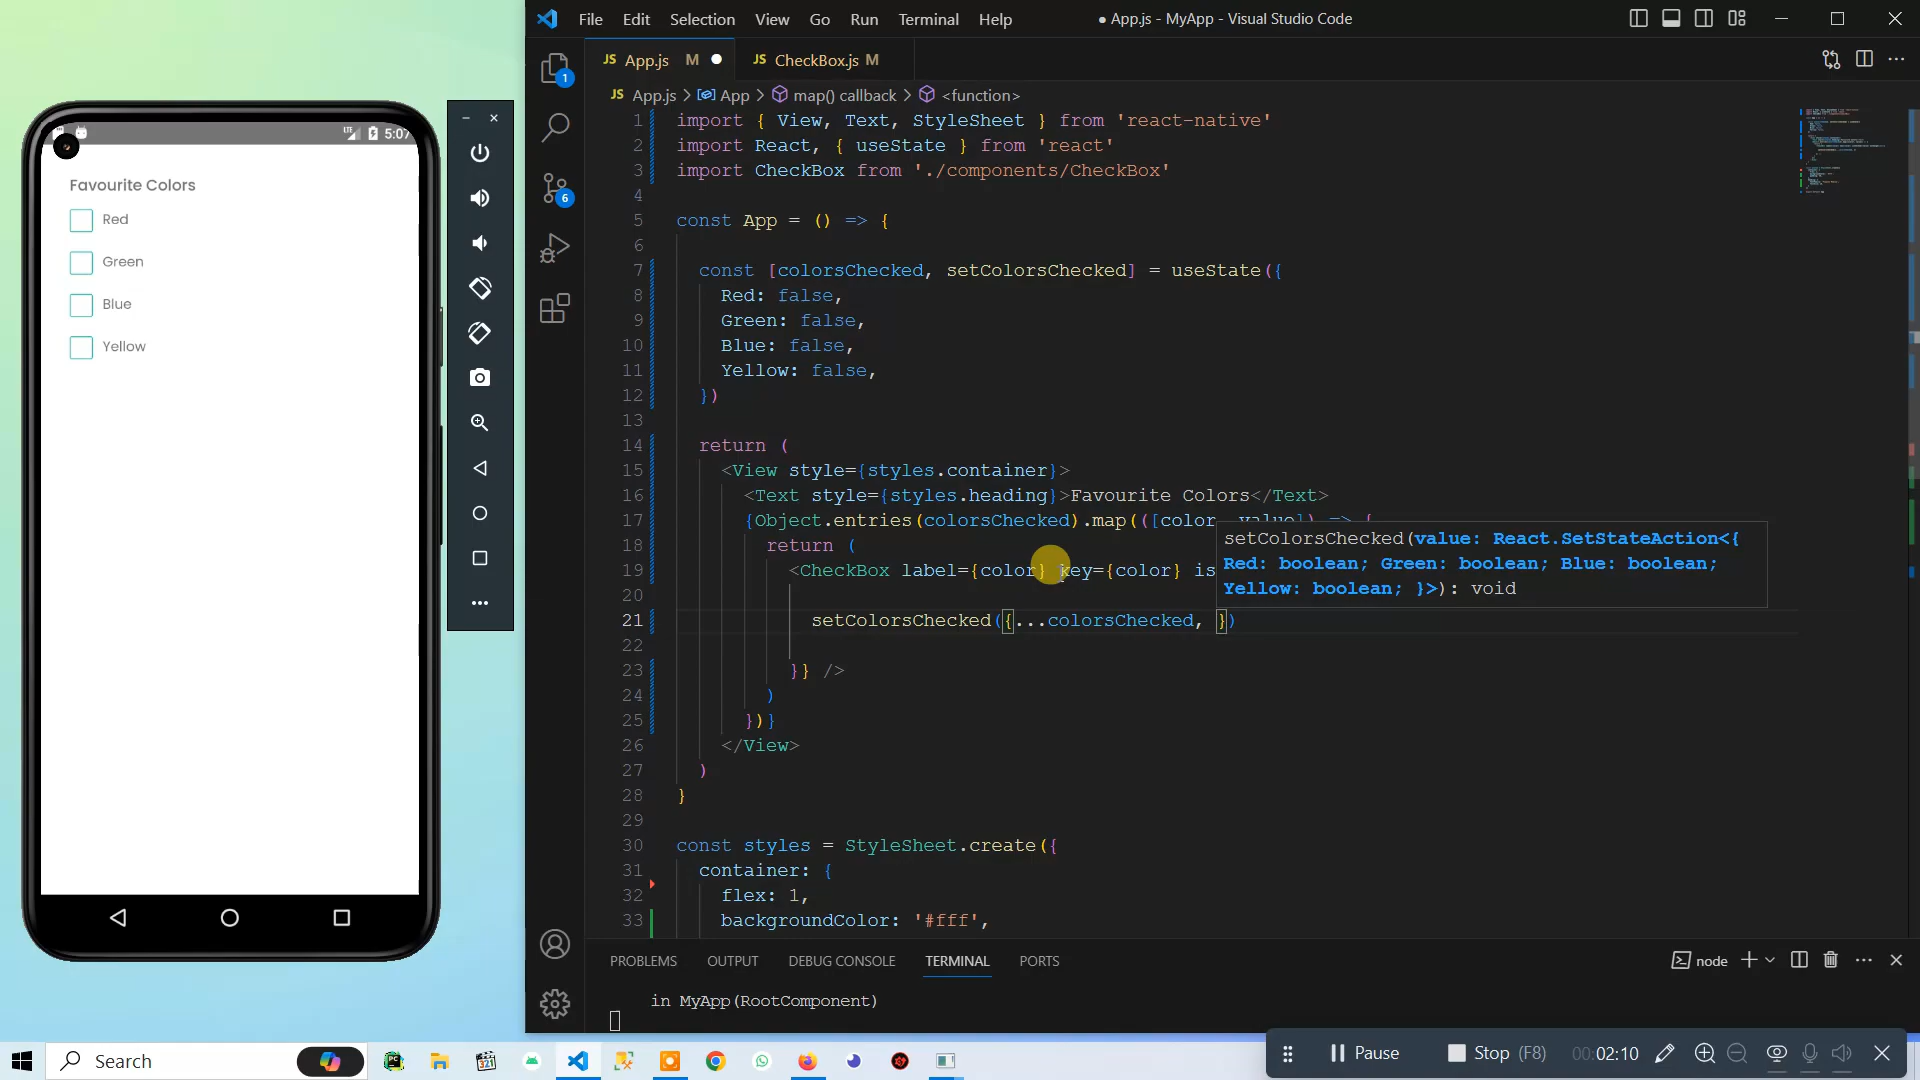 File Edit Selection View Go Run Terminal Help
● App.js - MyApp - Visual Studio Code
JS App.js M
JS CheckBox.js M
JS App.js > App > map() callback > <function>
1 import { View, Text, StyleSheet } from 'react-native'
2 import React, { useState } from 'react'
3 import CheckBox from './components/CheckBox'
4
5 const App = () => {
6
7 const [colorsChecked, setColorsChecked] = useState({
8 Red: false,
9 Green: false,
10 Blue: false,
11 Yellow: false,
12 })
13
14 return (
15 <View style={styles.container}>
16 <Text style={styles.heading}>Favourite Colors</Text>
17 {Object.entries(colorsChecked).map(([color, value]) => {
18 return (
19 <CheckBox label={color} key={color} is
20
21 setColorsChecked({...colorsChecked, })
22
23 }} />
24 )
25 })}
26 </View>
27 )
28 }
29
30 const styles = StyleSheet.create({
31 container: {
32 flex: 1,
33 backgroundColor: '#fff',
setColorsChecked(value: React.SetStateAction<{
Red: boolean; Green: boolean; Blue: boolean;
Yellow: boolean; }>): void
1
6
LTE 5:07
Favourite Colors
Red
Green
Blue
Yellow
PROBLEMS OUTPUT DEBUG CONSOLE TERMINAL PORTS
node
in MyApp(RootComponent)
Search
PC
321
Pause
Stop (F8)
00:02:10